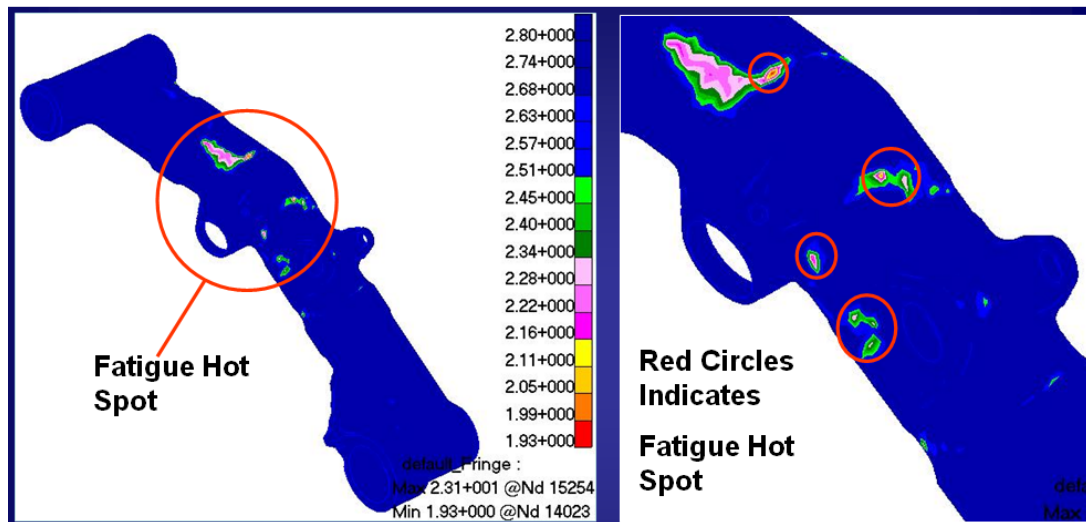 2.80+000
2.74+000
2.68+000
2.63+000
2.57+000
2.51+000
2.45+000
2.40+000
2.34+000
2.28+000
2.22+000
2.16+000
2.11+000
2.05+000
1.99+000
1.93+000
default_Fringe :
Max 2.31+001 @Nd 15254
Min 1.93+000 @Nd 14023
Fatigue Hot
Spot
Red Circles
Indicates
Fatigue Hot
Spot
defa
Max